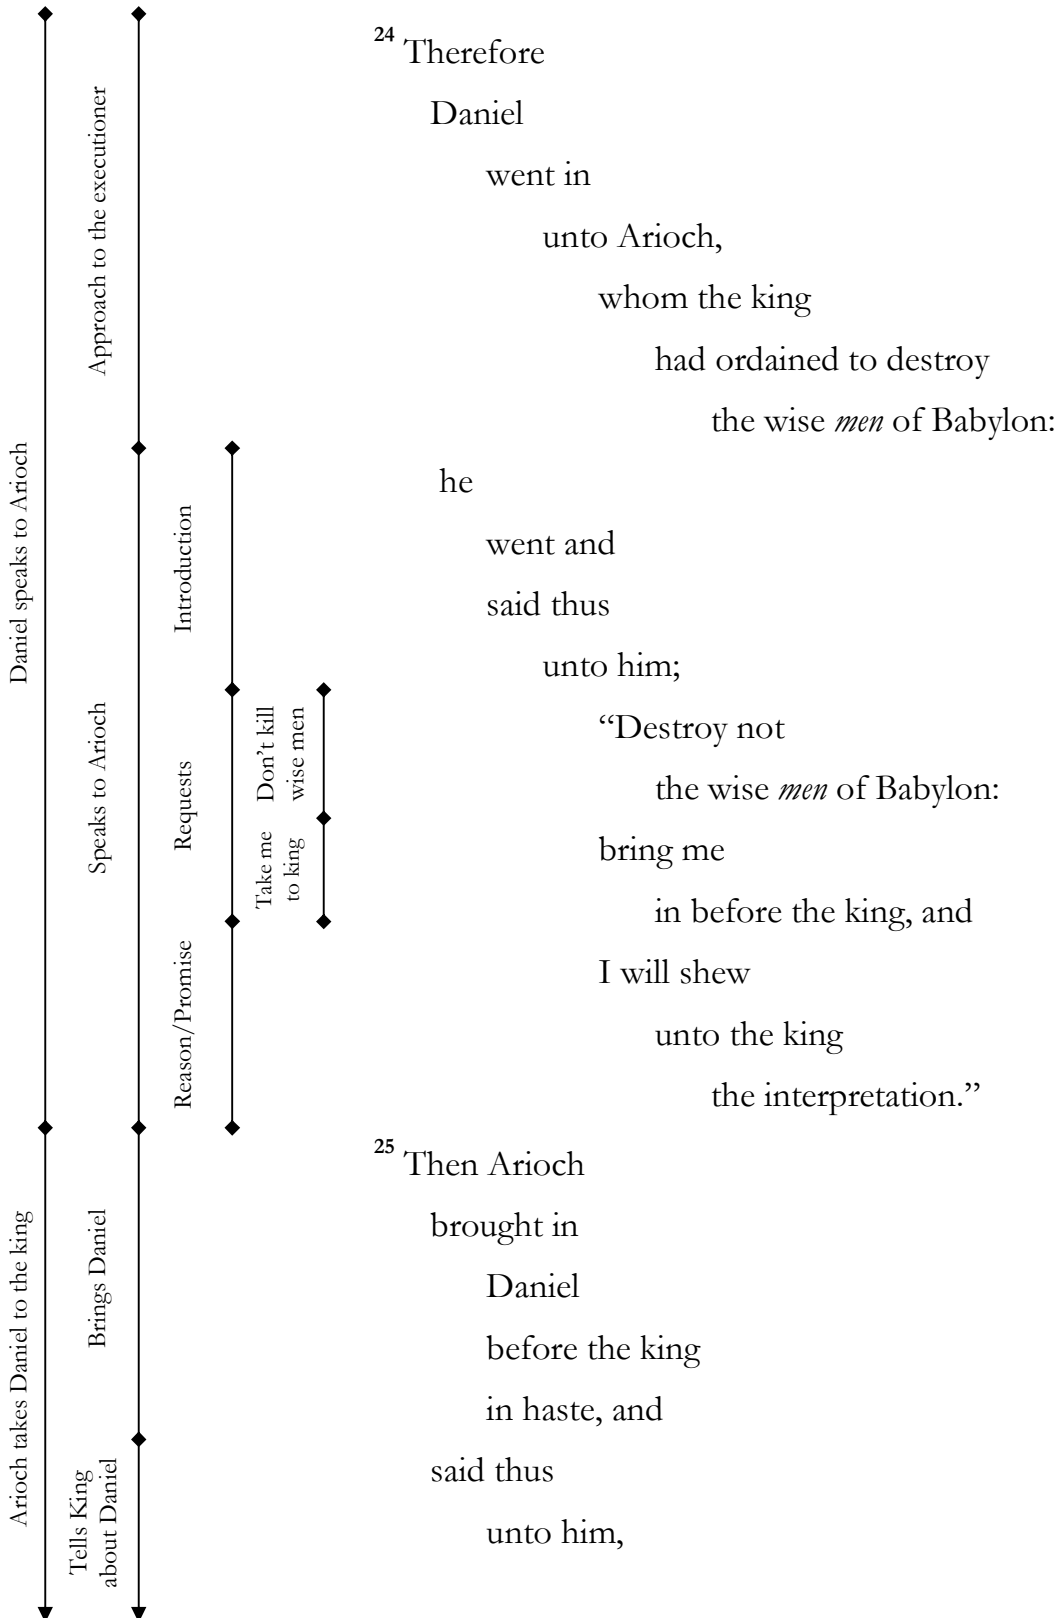 24 Therefore
Daniel
went in
unto Arioch,
whom the king
had ordained to destroy
the wise men of Babylon:
he
went and
said thus
unto him;
“Destroy not
the wise men of Babylon:
bring me
in before the king, and
I will shew
unto the king
the interpretation.”
25 Then Arioch
brought in
Daniel
before the king
in haste, and
said thus
unto him,
Daniel speaks to Arioch
Arioch takes Daniel to the king
Approach to the executioner
Speaks to Arioch
Brings Daniel
Tells King
about Daniel
Introduction
Requests
Reason/Promise
Don’t kill
wise men
Take me
to king